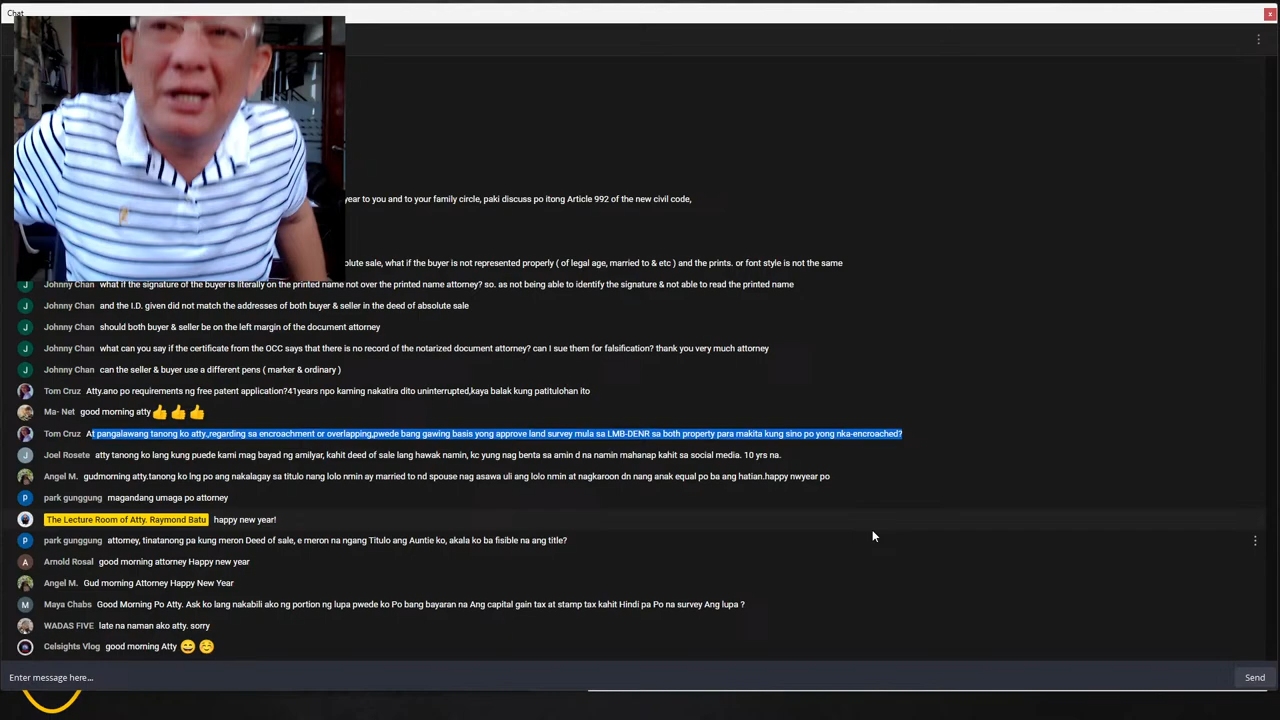 Chat
year to you and to your family circle, paki discuss po itong Article 992 of the new civil code,
olute sale, what if the buyer is not represented properly ( of legal age, married to & etc ) and the prints. or font style is not the same
Johnny Chan what if the signature of the buyer is literally on the printed name not over the printed name attorney? so. as not being able to identify the signature & not able to read the printed name
Johnny Chan and the I.D. given did not match the addresses of both buyer & seller in the deed of absolute sale
Johnny Chan should both buyer & seller be on the left margin of the document attorney
Johnny Chan what can you say if the certificate from the OCC says that there is no record of the notarized document attorney? can I sue them for falsification? thank you very much attorney
Johnny Chan can the seller & buyer use a different pens ( marker & ordinary )
Tom Cruz Atty.ano po requirements ng free patent application?41years npo kaming nakatira dito uninterrupted,kaya balak kung patitulohan ito
Ma- Net good morning atty👍👍👍
Tom Cruz At pangalawang tanong ko atty.,regarding sa encroachment or overlapping,pwede bang gawing basis yong approve land survey mula sa LMB-DENR sa both property para makita kung sino po yong nka-encroached?
Joel Rosete atty tanong ko lang kung puede kami mag bayad ng amilyar, kahit deed of sale lang hawak namin, kc yung nag benta sa amin d na namin mahanap kahit sa social media. 10 yrs na.
Angel M. gudmorning atty.tanong ko lng po ang nakalagay sa titulo nang lolo nmin ay married to nd spouse nag asawa uli ang lolo nmin at nagkaroon dn nang anak equal po ba ang hatian.happy nwyear po
park gunggung magandang umaga po attorney
The Lecture Room of Atty. Raymond Batu happy new year!
park gunggung attorney, tinatanong pa kung meron Deed of sale, e meron na ngang Titulo ang Auntie ko, akala ko ba fisible na ang title?
Arnold Rosal good morning attorney Happy new year
Angel M. Gud morning Attorney Happy New Year
Maya Chabs Good Morning Po Atty. Ask ko lang nakabili ako ng portion ng lupa pwede ko Po bang bayaran na Ang capital gain tax at stamp tax kahit Hindi pa Po na survey Ang lupa ?
WADAS FIVE late na naman ako atty. sorry
Celsights Vlog good morning Atty 😄☺️
Enter message here...
Send